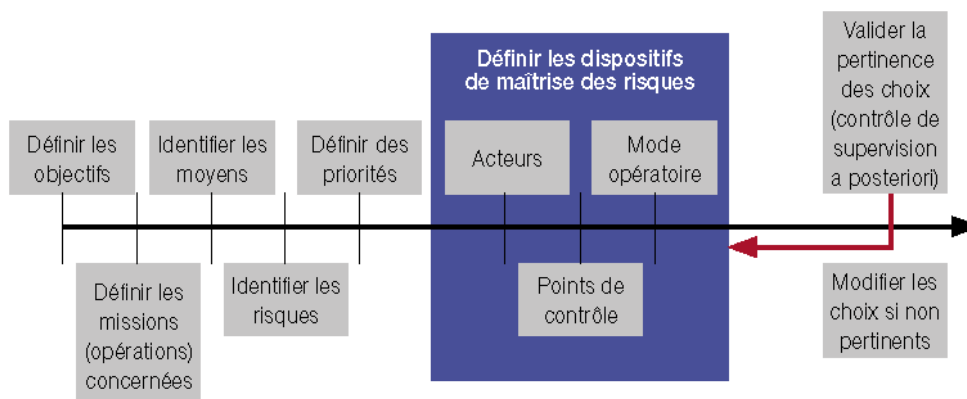 Définir les
objectifs
Définir les
missions
(opérations)
concernées
Identifier les
moyens
Identifier les
risques
Définir des
priorités
Définir les dispositifs
de maîtrise des risques
Acteurs
Points de
contrôle
Mode
opératoire
Valider la
pertinence
des choix
(contrôle de
supervision
a posteriori)
Modifier les
choix si non
pertinents